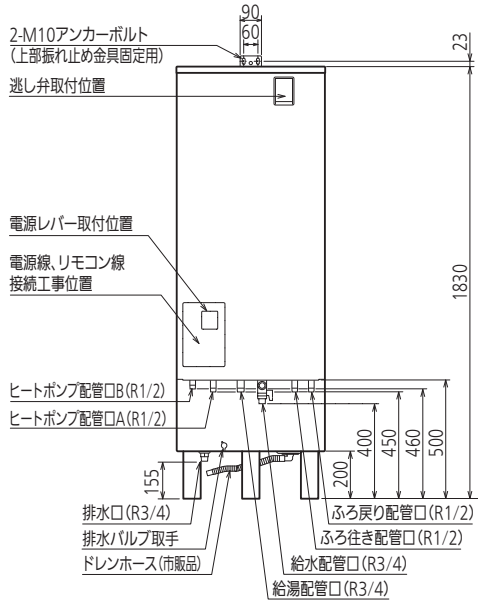 90
60
2-M10アンカーボルト
(上部振れ止め金具固定用)
23
逃し弁取付位置
電源レバー取付位置
電源線、リモコン線
接続工事位置
1830
ヒートポンプ配管口B(R1/2)
ヒートポンプ配管口A(R1/2)
155
200
400
450
460
500
排水口(R3/4)
排水バルブ取手
ドレンホース(市販品)
ふろ戻り配管口(R1/2)
ふろ往き配管口(R1/2)
給水配管口(R3/4)
給湯配管口(R3/4)